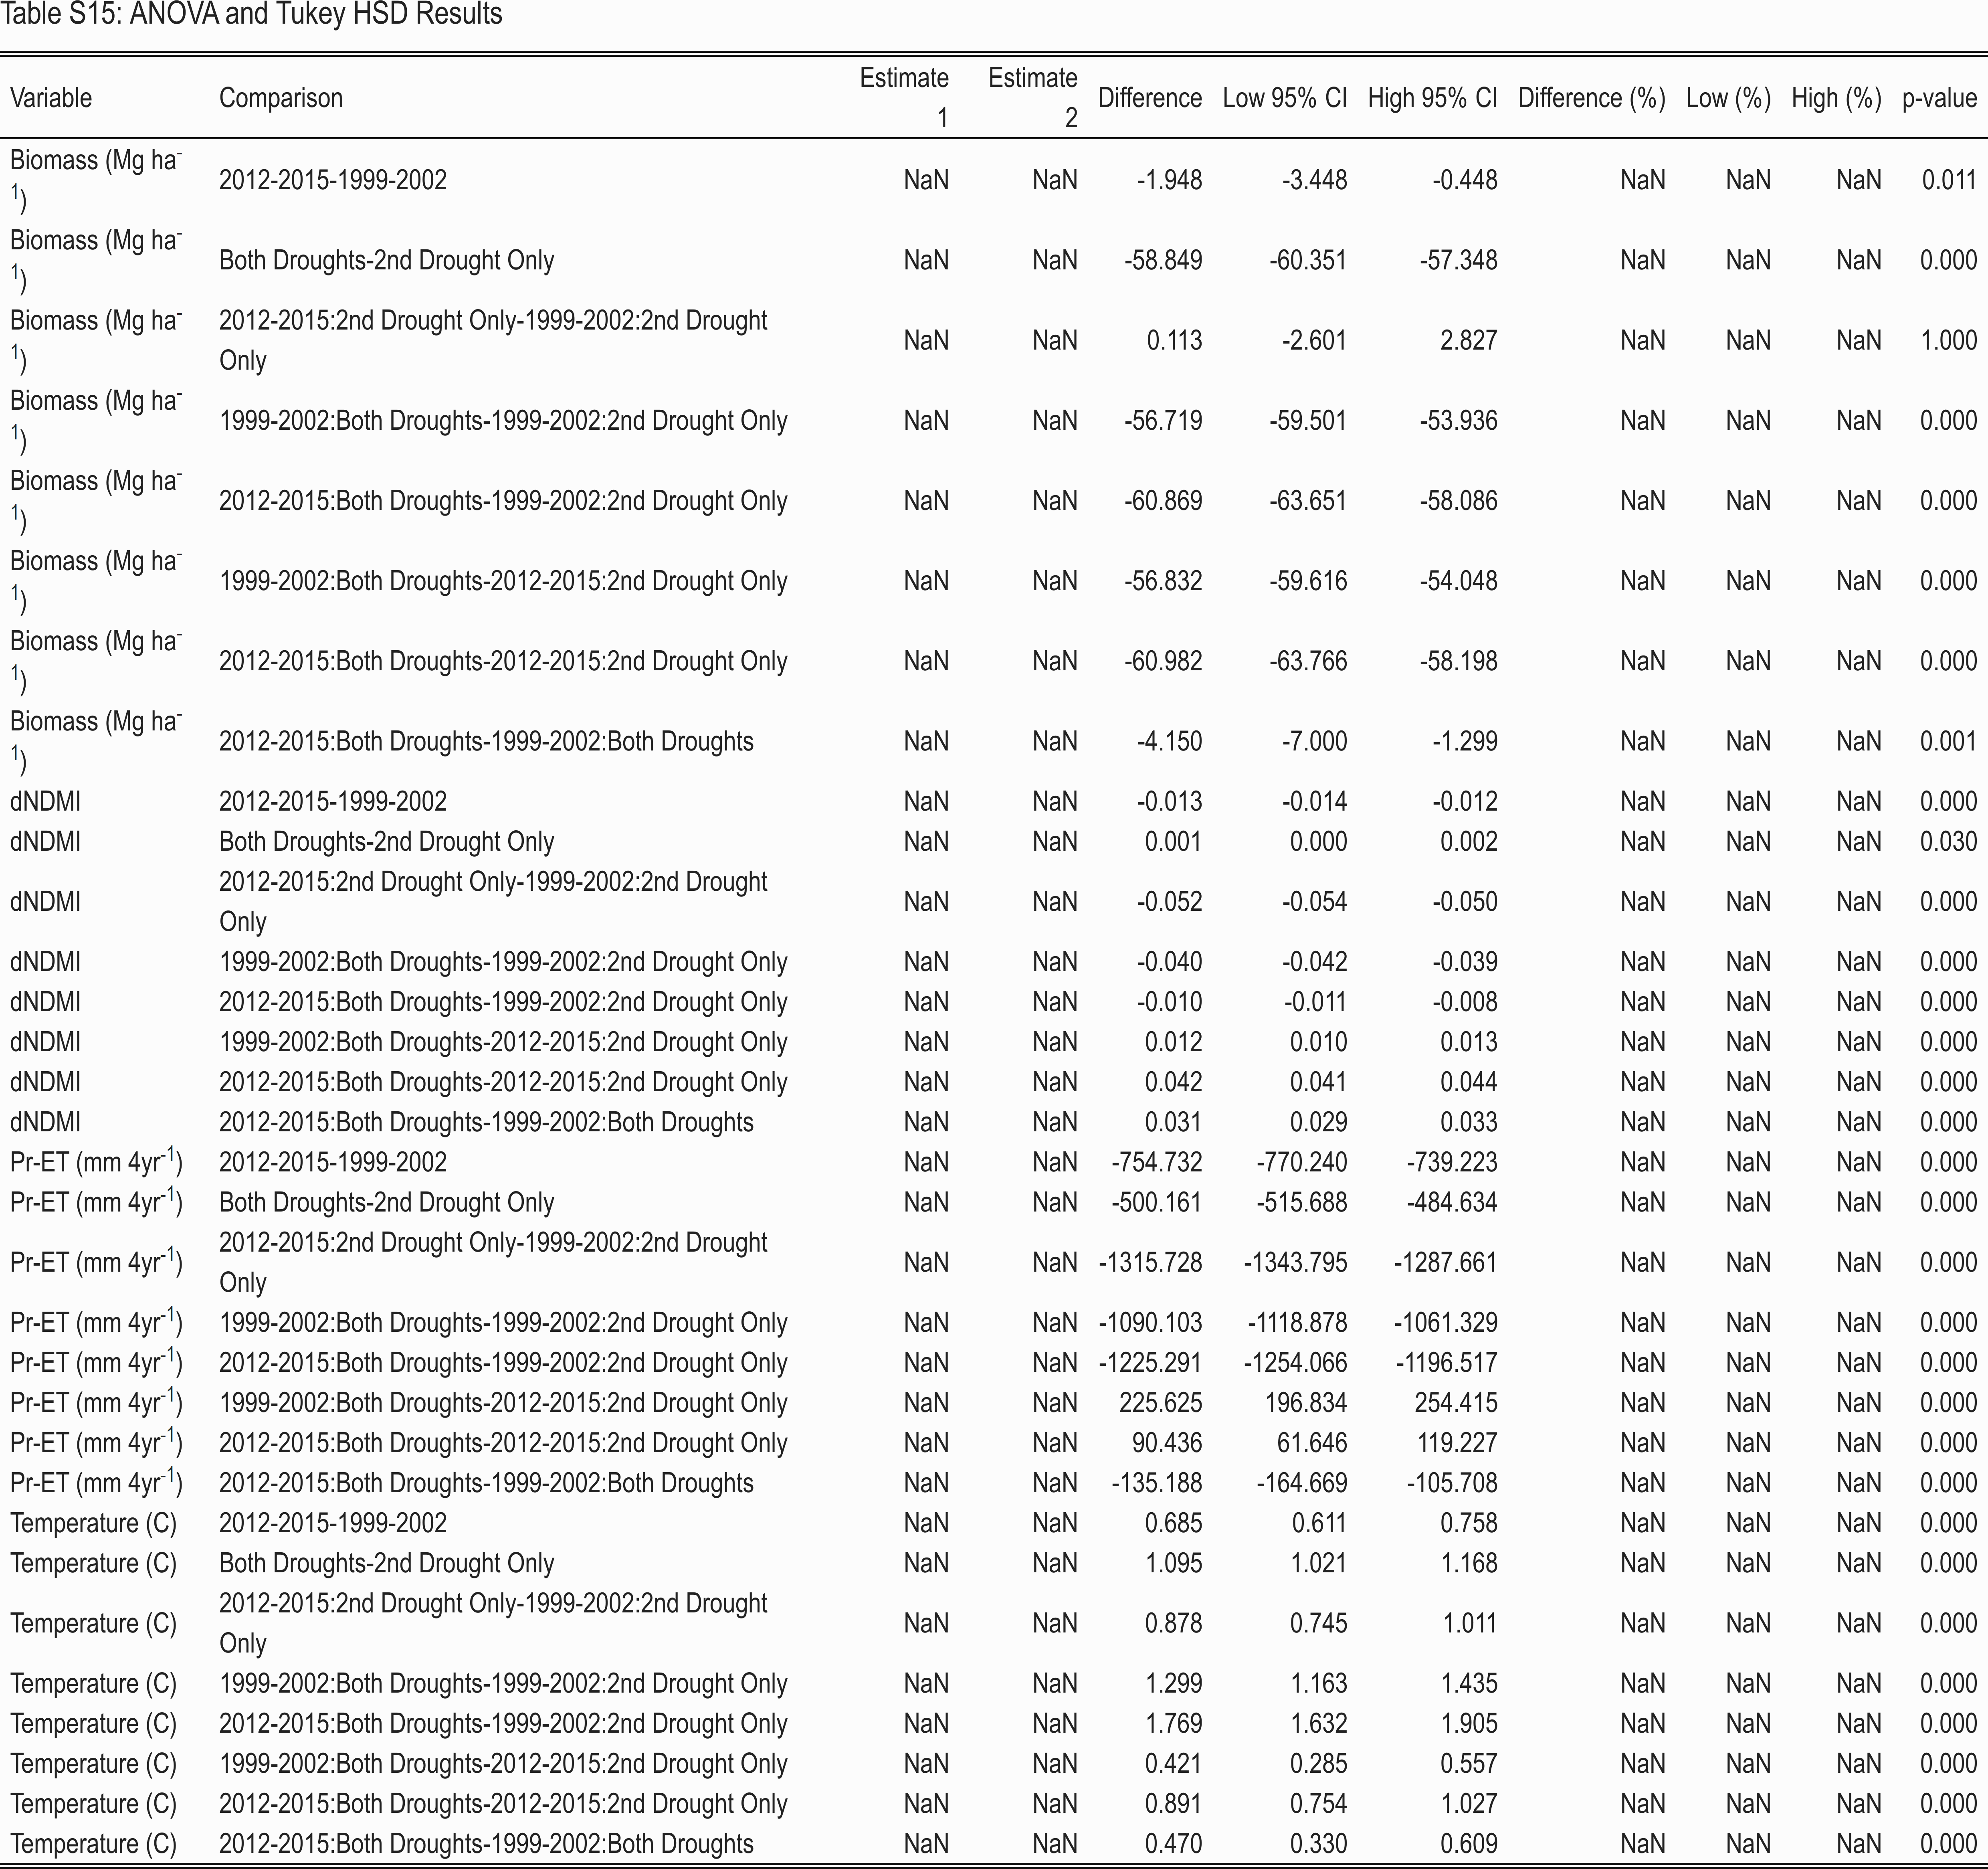 Table S15: ANOVA and Tukey HSD Results
Variable Comparison Estimate 1 Estimate 2 Difference Low 95% CI High 95% CI Difference (%) Low (%) High (%) p-value
Biomass (Mg ha-1) 2012-2015-1999-2002 NaN NaN -1.948 -3.448 -0.448 NaN NaN NaN 0.011
Biomass (Mg ha-1) Both Droughts-2nd Drought Only NaN NaN -58.849 -60.351 -57.348 NaN NaN NaN 0.000
Biomass (Mg ha-1) 2012-2015:2nd Drought Only-1999-2002:2nd Drought Only NaN NaN 0.113 -2.601 2.827 NaN NaN NaN 1.000
Biomass (Mg ha-1) 1999-2002:Both Droughts-1999-2002:2nd Drought Only NaN NaN -56.719 -59.501 -53.936 NaN NaN NaN 0.000
Biomass (Mg ha-1) 2012-2015:Both Droughts-1999-2002:2nd Drought Only NaN NaN -60.869 -63.651 -58.086 NaN NaN NaN 0.000
Biomass (Mg ha-1) 1999-2002:Both Droughts-2012-2015:2nd Drought Only NaN NaN -56.832 -59.616 -54.048 NaN NaN NaN 0.000
Biomass (Mg ha-1) 2012-2015:Both Droughts-2012-2015:2nd Drought Only NaN NaN -60.982 -63.766 -58.198 NaN NaN NaN 0.000
Biomass (Mg ha-1) 2012-2015:Both Droughts-1999-2002:Both Droughts NaN NaN -4.150 -7.000 -1.299 NaN NaN NaN 0.001
dNDMI 2012-2015-1999-2002 NaN NaN -0.013 -0.014 -0.012 NaN NaN NaN 0.000
dNDMI Both Droughts-2nd Drought Only NaN NaN 0.001 0.000 0.002 NaN NaN NaN 0.030
dNDMI 2012-2015:2nd Drought Only-1999-2002:2nd Drought Only NaN NaN -0.052 -0.054 -0.050 NaN NaN NaN 0.000
dNDMI 1999-2002:Both Droughts-1999-2002:2nd Drought Only NaN NaN -0.040 -0.042 -0.039 NaN NaN NaN 0.000
dNDMI 2012-2015:Both Droughts-1999-2002:2nd Drought Only NaN NaN -0.010 -0.011 -0.008 NaN NaN NaN 0.000
dNDMI 1999-2002:Both Droughts-2012-2015:2nd Drought Only NaN NaN 0.012 0.010 0.013 NaN NaN NaN 0.000
dNDMI 2012-2015:Both Droughts-2012-2015:2nd Drought Only NaN NaN 0.042 0.041 0.044 NaN NaN NaN 0.000
dNDMI 2012-2015:Both Droughts-1999-2002:Both Droughts NaN NaN 0.031 0.029 0.033 NaN NaN NaN 0.000
Pr-ET (mm 4yr-1) 2012-2015-1999-2002 NaN NaN -754.732 -770.240 -739.223 NaN NaN NaN 0.000
Pr-ET (mm 4yr-1) Both Droughts-2nd Drought Only NaN NaN -500.161 -515.688 -484.634 NaN NaN NaN 0.000
Pr-ET (mm 4yr-1) 2012-2015:2nd Drought Only-1999-2002:2nd Drought Only NaN NaN -1315.728 -1343.795 -1287.661 NaN NaN NaN 0.000
Pr-ET (mm 4yr-1) 1999-2002:Both Droughts-1999-2002:2nd Drought Only NaN NaN -1090.103 -1118.878 -1061.329 NaN NaN NaN 0.000
Pr-ET (mm 4yr-1) 2012-2015:Both Droughts-1999-2002:2nd Drought Only NaN NaN -1225.291 -1254.066 -1196.517 NaN NaN NaN 0.000
Pr-ET (mm 4yr-1) 1999-2002:Both Droughts-2012-2015:2nd Drought Only NaN NaN 225.625 196.834 254.415 NaN NaN NaN 0.000
Pr-ET (mm 4yr-1) 2012-2015:Both Droughts-2012-2015:2nd Drought Only NaN NaN 90.436 61.646 119.227 NaN NaN NaN 0.000
Pr-ET (mm 4yr-1) 2012-2015:Both Droughts-1999-2002:Both Droughts NaN NaN -135.188 -164.669 -105.708 NaN NaN NaN 0.000
Temperature (C) 2012-2015-1999-2002 NaN NaN 0.685 0.611 0.758 NaN NaN NaN 0.000
Temperature (C) Both Droughts-2nd Drought Only NaN NaN 1.095 1.021 1.168 NaN NaN NaN 0.000
Temperature (C) 2012-2015:2nd Drought Only-1999-2002:2nd Drought Only NaN NaN 0.878 0.745 1.011 NaN NaN NaN 0.000
Temperature (C) 1999-2002:Both Droughts-1999-2002:2nd Drought Only NaN NaN 1.299 1.163 1.435 NaN NaN NaN 0.000
Temperature (C) 2012-2015:Both Droughts-1999-2002:2nd Drought Only NaN NaN 1.769 1.632 1.905 NaN NaN NaN 0.000
Temperature (C) 1999-2002:Both Droughts-2012-2015:2nd Drought Only NaN NaN 0.421 0.285 0.557 NaN NaN NaN 0.000
Temperature (C) 2012-2015:Both Droughts-2012-2015:2nd Drought Only NaN NaN 0.891 0.754 1.027 NaN NaN NaN 0.000
Temperature (C) 2012-2015:Both Droughts-1999-2002:Both Droughts NaN NaN 0.470 0.330 0.609 NaN NaN NaN 0.000